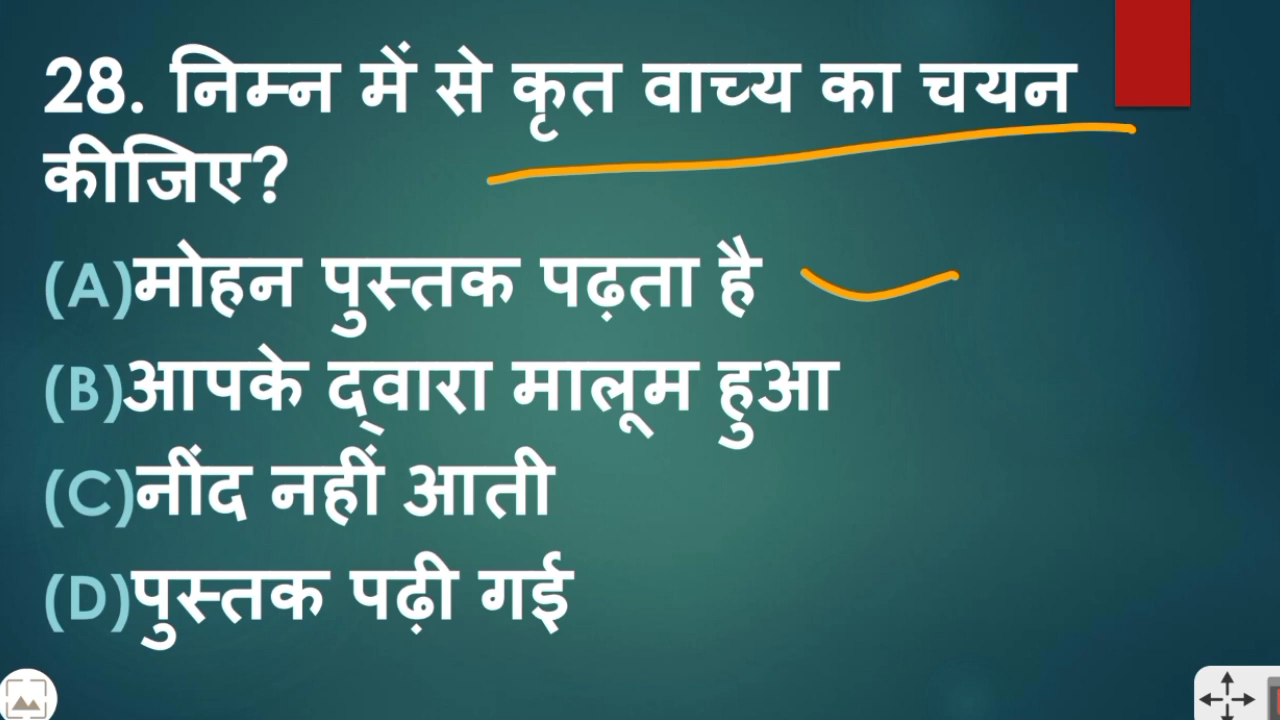 28. निम्न में से कृत वाच्य का चयन
कीजिए?
(A)मोहन पुस्तक पढ़ता है
(B)आपके द्‌वारा मालूम हुआ
(C)नींद नहीं आती
(D)पुस्तक पढ़ी गई